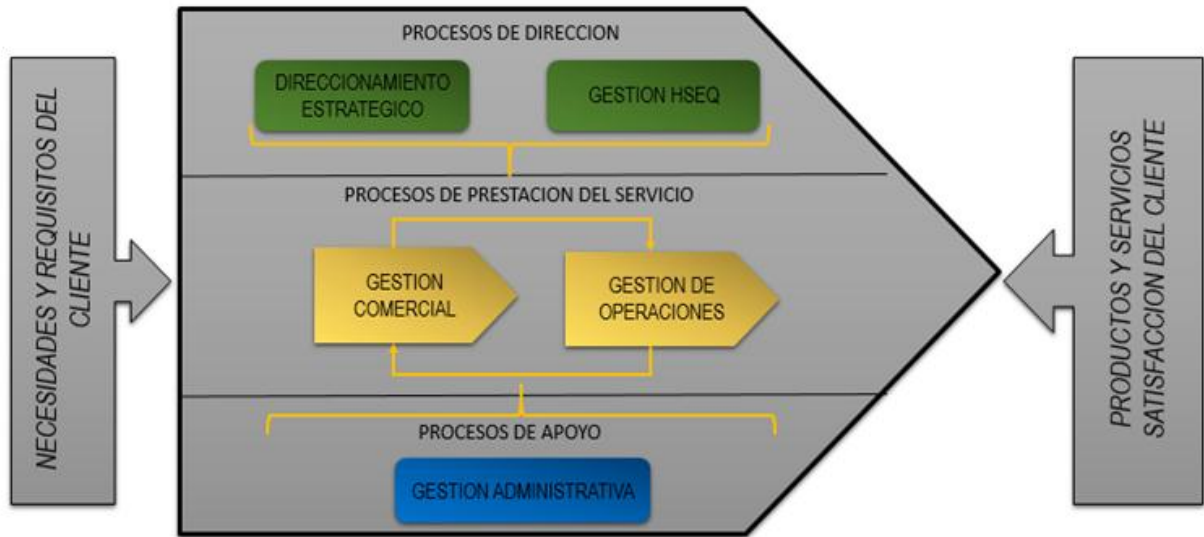 NECESIDADES Y REQUISITOS DEL
CLIENTE
PROCESOS DE DIRECCION
DIRECCIONAMIENTO
ESTRATEGICO
GESTION HSEQ
PROCESOS DE PRESTACION DEL SERVICIO
GESTION
COMERCIAL
GESTION DE
OPERACIONES
PROCESOS DE APOYO
GESTION ADMINISTRATIVA
PRODUCTOS Y SERVICIOS
SATISFACCION DEL CLIENTE